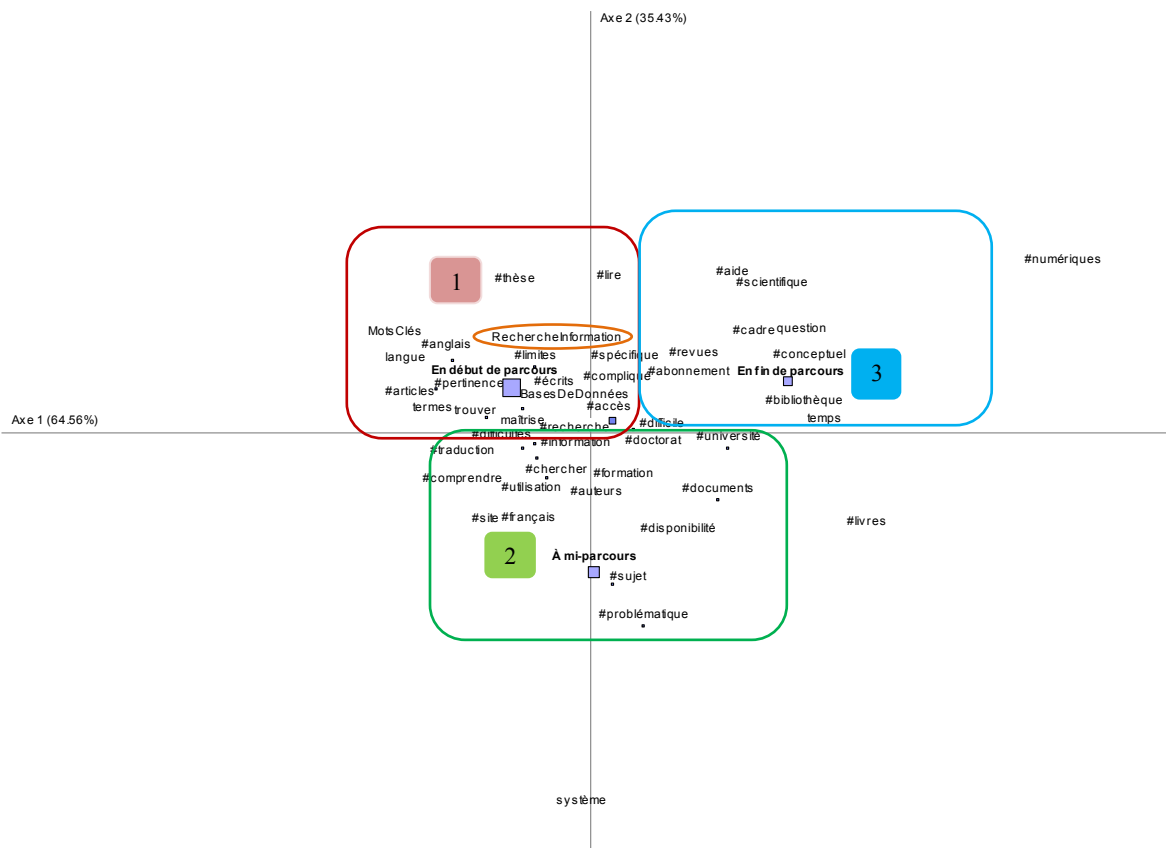 Axe 2 (35.43%)
#numériques
#aide
1
#thèse
#lire
#scientifique
MotsClés
#cadre question
RechercheInformation
#anglais
langue
#limites
#spécifique
#revues
#conceptuel
En début de parcours
#complique
#abonnement
En fin de parcours
3
#pertinence
#écrits
#articles
BasesDeDonnées
#bibliothèque
termes
trouver
#accès
temps
Axe 1 (64.56%)
maîtrise
#recherche
#difficile
#difficultés
#information
#doctorat
#université
#traduction
#chercher
#formation
#comprendre
#utilisation
#auteurs
#documents
#site
#français
#disponibilité
#livres
2
À mi-parcours
#sujet
#problématique
système